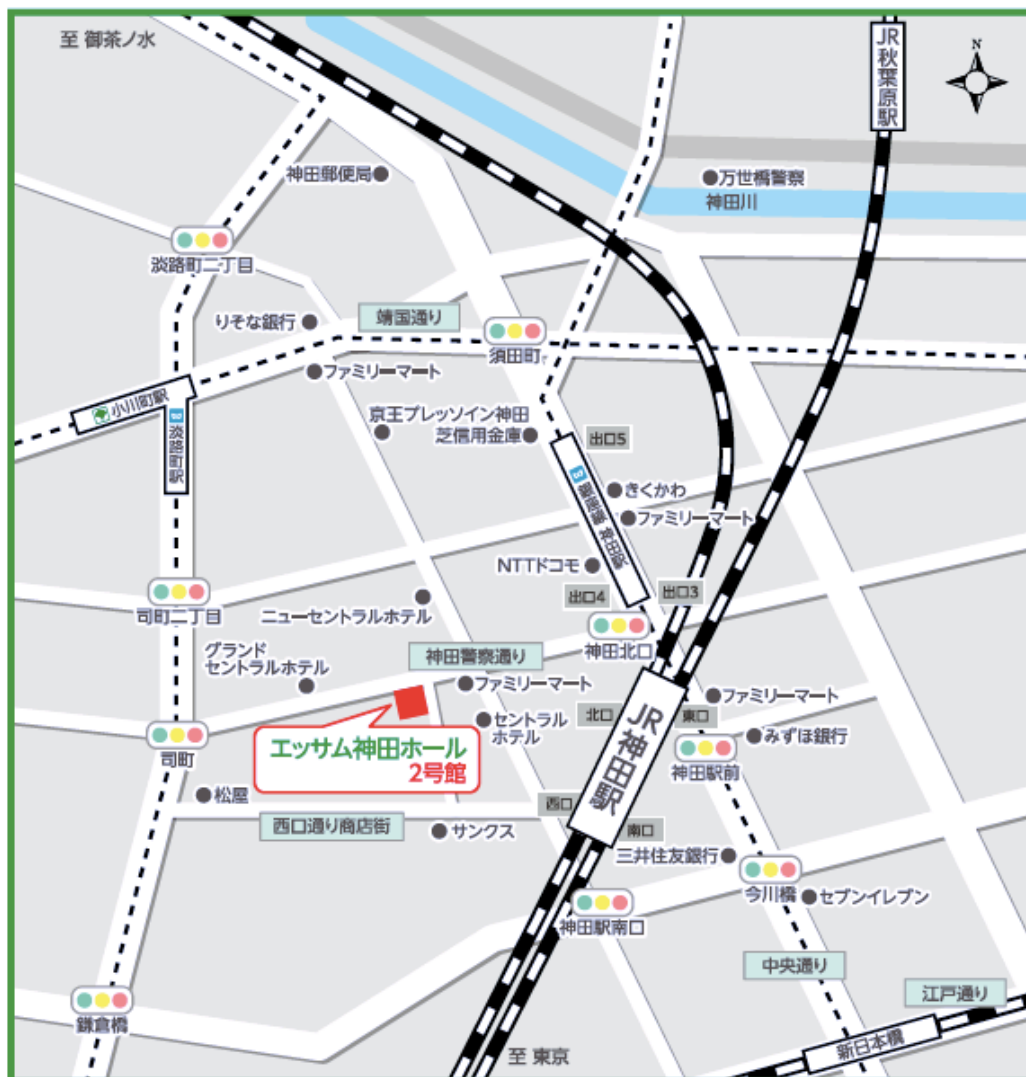 至 御茶ノ水
JR秋葉原駅
N
神田郵便局
万世橋警察
神田川
淡路町二丁目
りそな銀行
靖国通り
須田町
ファミリーマート
小川町駅
淡路町駅
京王プレッソイン神田
芝信用金庫
出口5
きくかわ
ファミリーマート
NTTドコモ
出口4
出口3
司町二丁目
ニューセントラルホテル
神田北口
グランド
セントラルホテル
神田警察通り
ファミリーマート
ファミリーマート
北口
JR神田駅
東口
セントラル
ホテル
みずほ銀行
司町
エッサム神田ホール
2号館
神田駅前
松屋
西口
西口通り商店街
サンクス
南口
三井住友銀行
今川橋
セブンイレブン
神田駅南口
中央通り
江戸通り
鎌倉橋
新日本橋
至 東京